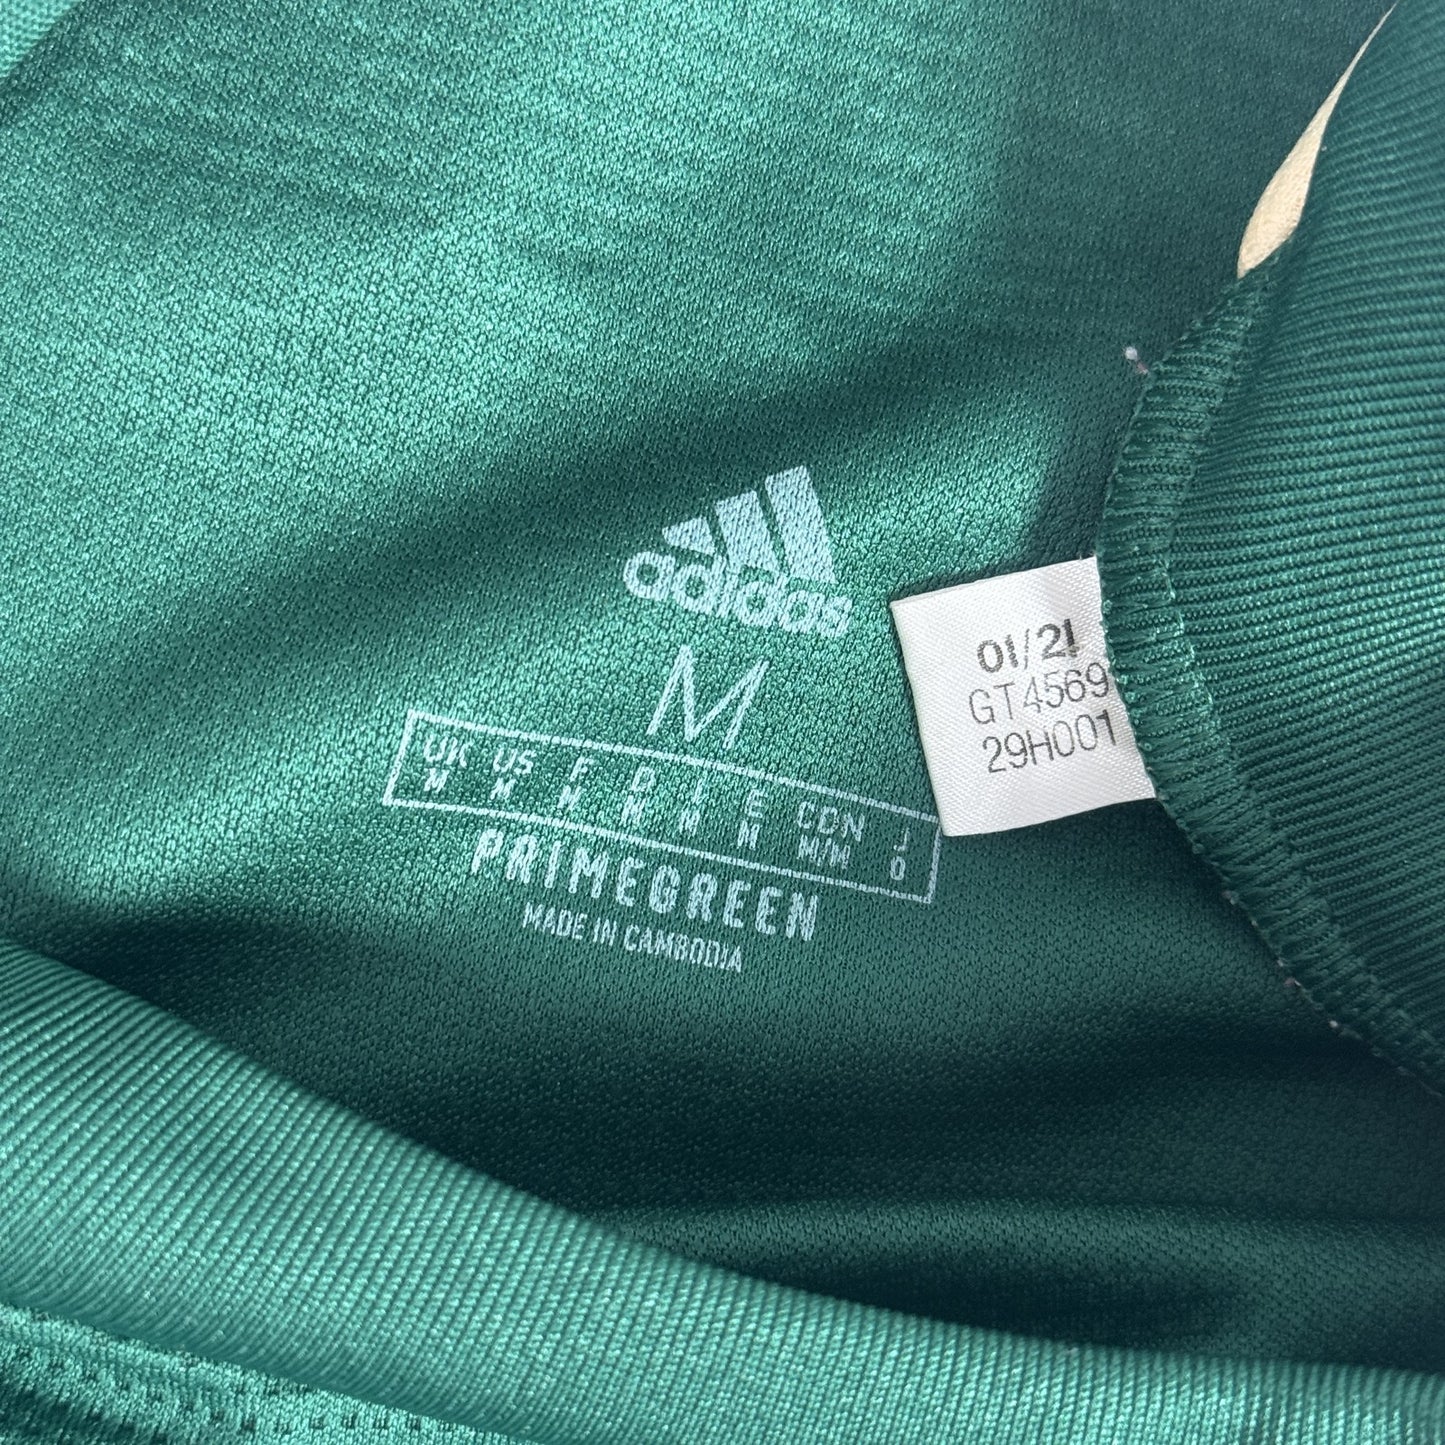 adidas
M
UK US F D I E CDN J
M M M M M M M/M O
PRIMEGREEN
MADE IN CAMBODIA
01/21
GT4569
29H001